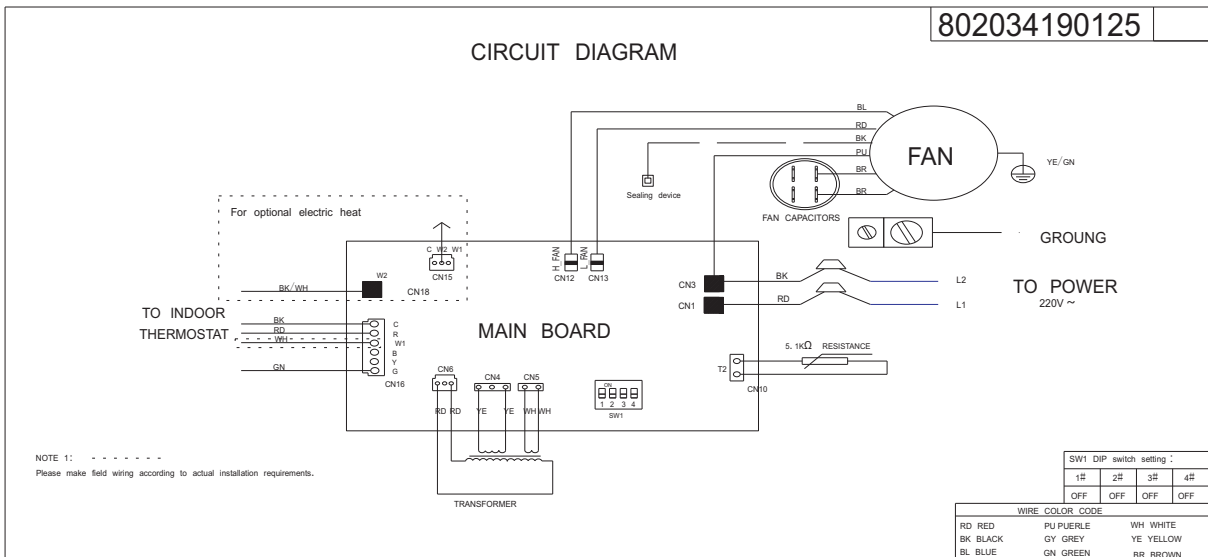 802034190125
CIRCUIT DIAGRAM
BL
RD
BK
PU
BR
BR
FAN
YE/GN
Sealing device
FAN CAPACITORS
For optional electric heat
GROUNG
C W2 W1
CN15
H_FAN
CN12
L_FAN
CN13
W2
BK/WH
CN18
CN3
BK
L2
TO POWER
220V ~
CN1
RD
L1
TO INDOOR
THERMOSTAT
BK
RD
WH
GN
C
R
W1
B
Y
G
CN16
MAIN BOARD
5.1KΩ RESISTANCE
T2
CN10
CN6
CN4
CN5
ON
1 2 3 4
SW1
RD RD YE YE WH WH
TRANSFORMER
NOTE 1: - - - - - - -
Please make field wiring according to actual installation requirements.
SW1 DIP switch setting :
1# 2# 3# 4#
OFF OFF OFF OFF
WIRE COLOR CODE
RD RED PU PUERLE WH WHITE
BK BLACK GY GREY YE YELLOW
BL BLUE GN GREEN BR BROWN